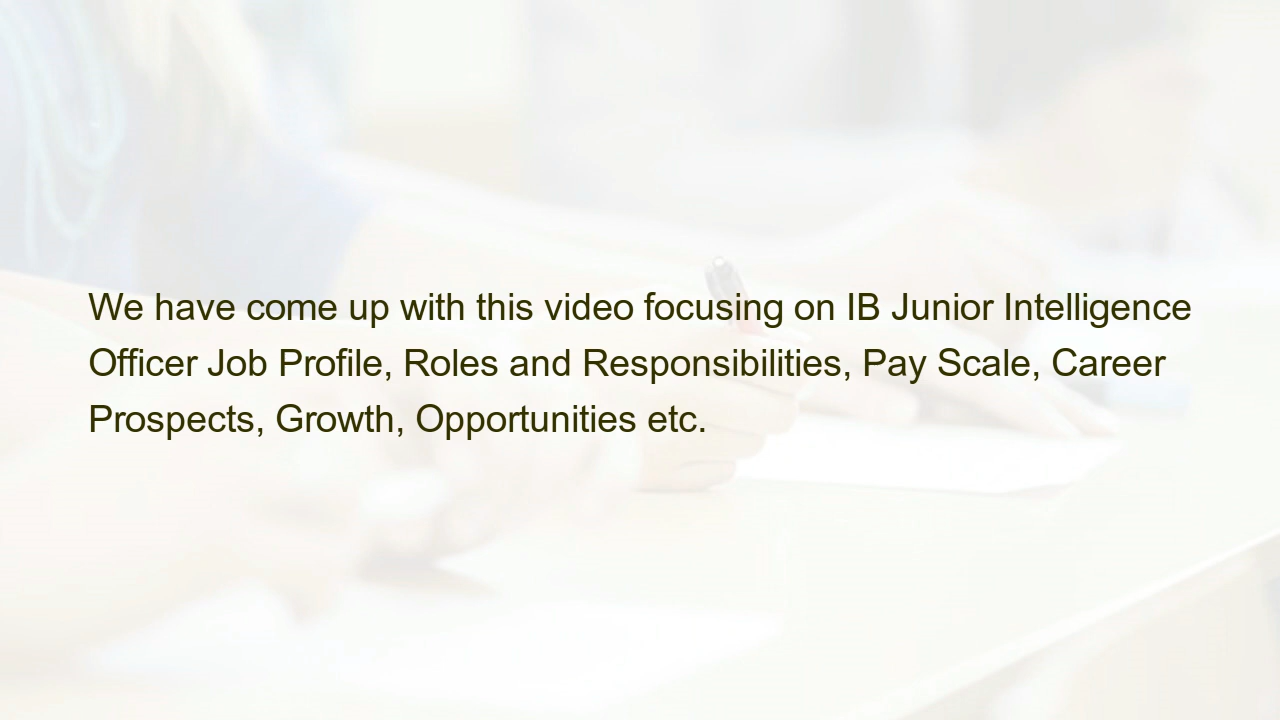 We have come up with this video focusing on IB Junior Intelligence
Officer Job Profile, Roles and Responsibilities, Pay Scale, Career
Prospects, Growth, Opportunities etc.